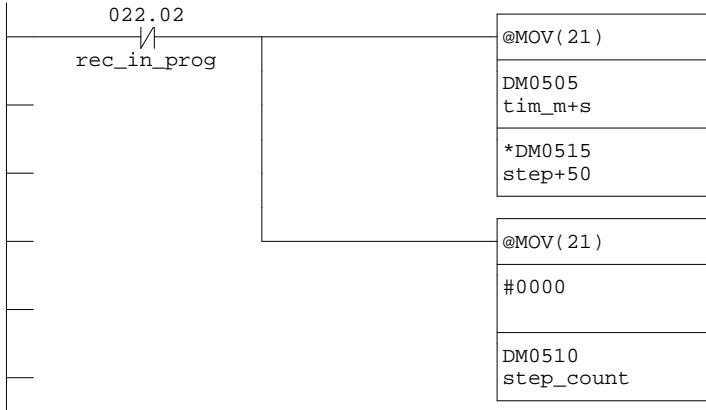 022.02
rec_in_prog
@MOV(21)
DM0505
tim_m+s
*DM0515
step+50
@MOV(21)
#0000
DM0510
step_count